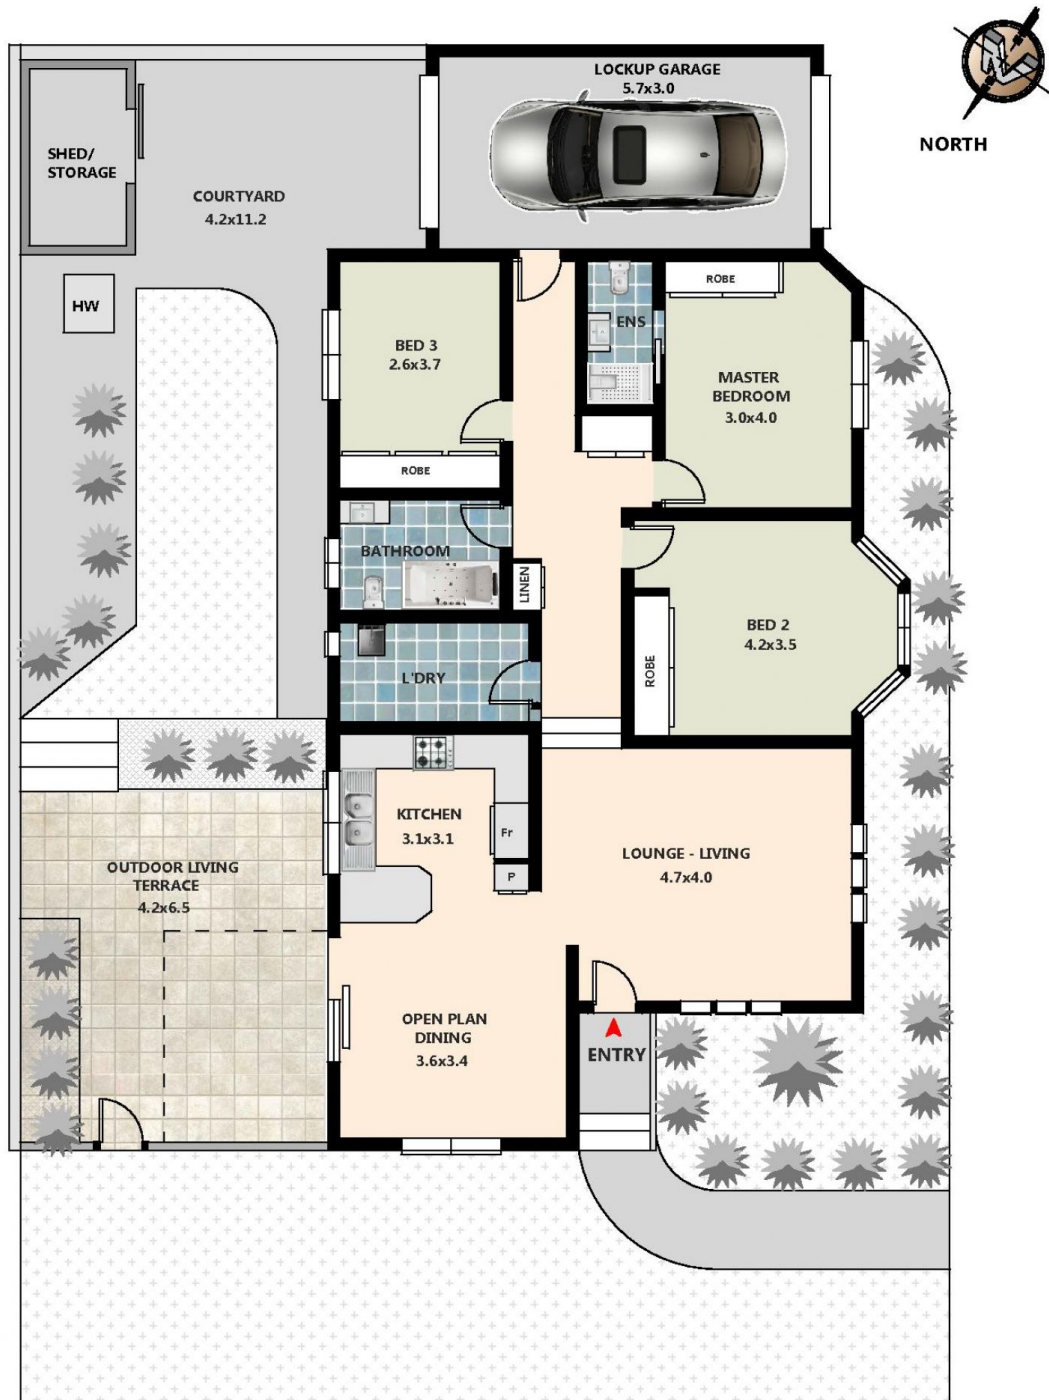 LOCKUP GARAGE
5.7x3.0
NORTH
SHED/
STORAGE
COURTYARD
4.2x11.2
HW
BED 3
2.6x3.7
ENS
ROBE
MASTER
BEDROOM
3.0x4.0
ROBE
BATHROOM
LINEN
BED 2
4.2x3.5
ROBE
L'DRY
KITCHEN
3.1x3.1
Fr
P
LOUNGE - LIVING
4.7x4.0
OUTDOOR LIVING
TERRACE
4.2x6.5
OPEN PLAN
DINING
3.6x3.4
ENTRY